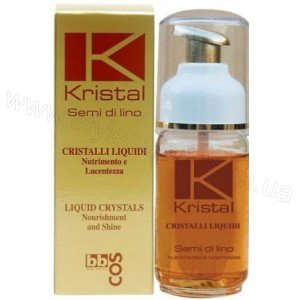 K
Kristal
Semi di lino
CRISTALLI LIQUIDI
Nutrimento e
Lucentezza
LIQUID CRYSTALS
Nourishment
and Shine
bb
cos
K
Kristal
CRISTALLI LIQUIDI
Semi di lino
nutrimento e lucentezza